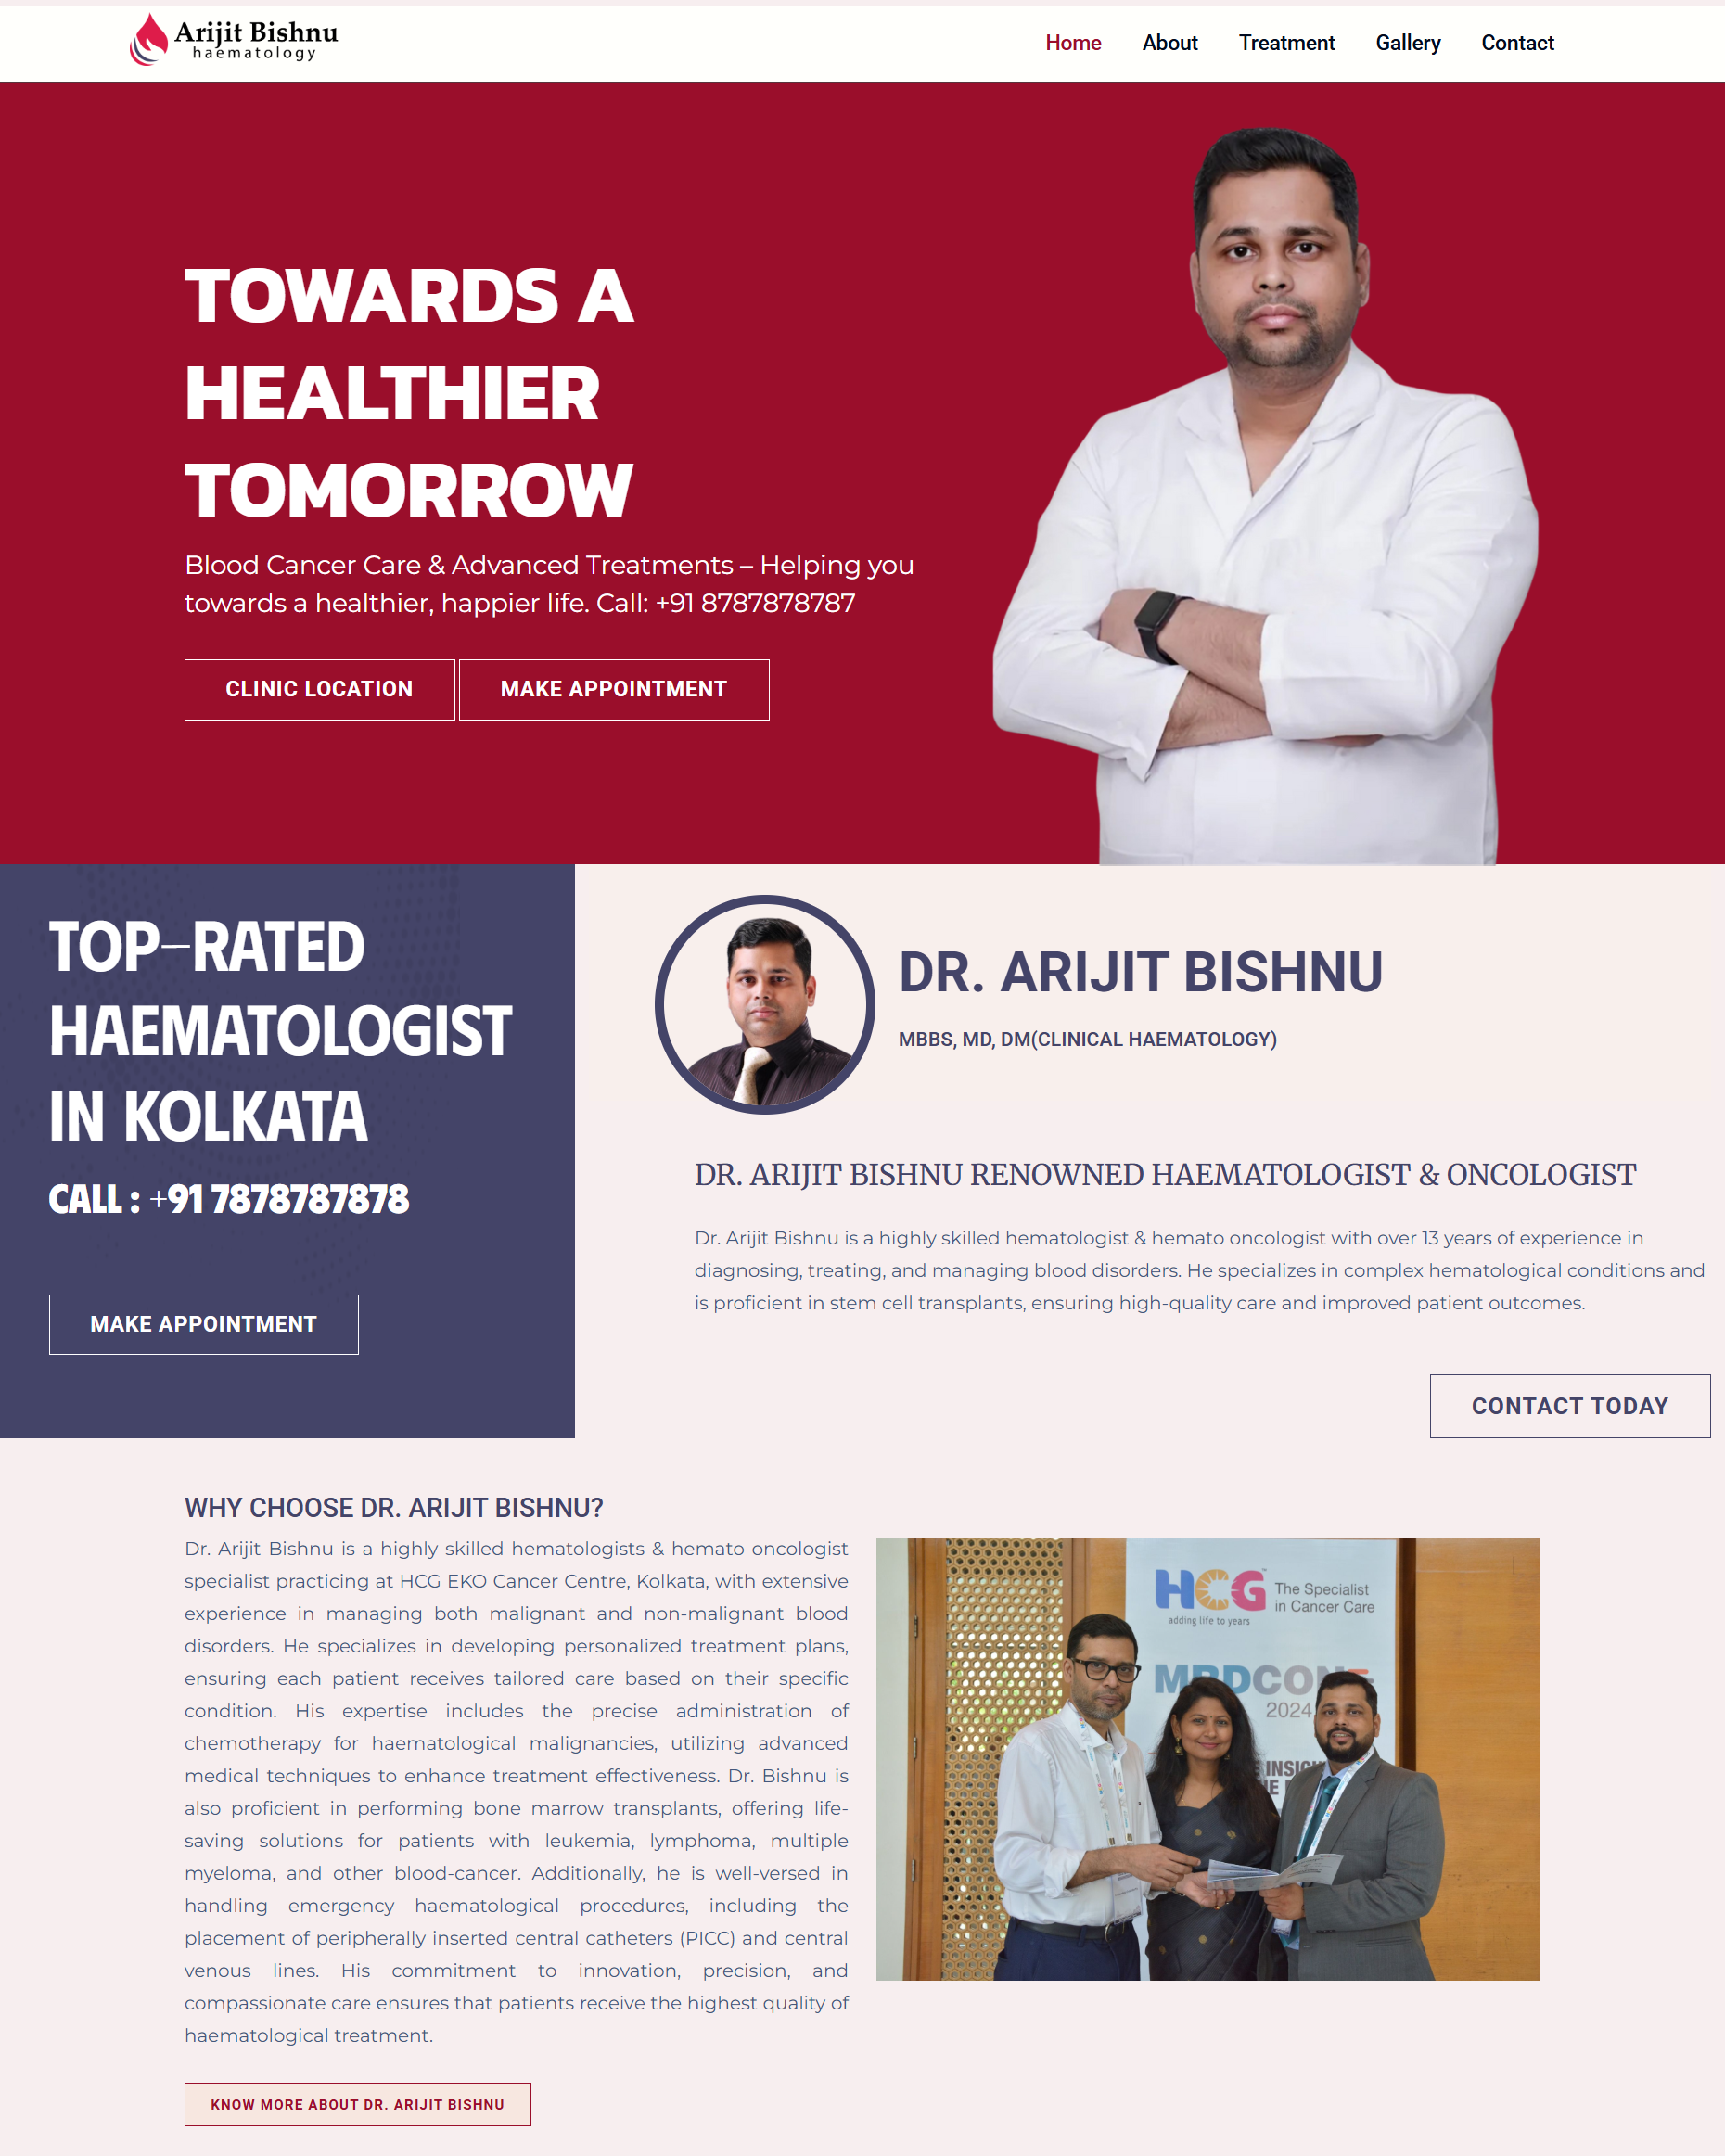 Arijit Bishnu
haematology
Home About Treatment Gallery Contact
TOWARDS A
HEALTHIER
TOMORROW
Blood Cancer Care & Advanced Treatments – Helping you
towards a healthier, happier life. Call: +91 8787878787
CLINIC LOCATION MAKE APPOINTMENT
TOP-RATED
HAEMATOLOGIST
IN KOLKATA
CALL : +91 7878787878
MAKE APPOINTMENT
DR. ARIJIT BISHNU
MBBS, MD, DM(CLINICAL HAEMATOLOGY)
DR. ARIJIT BISHNU RENOWNED HAEMATOLOGIST & ONCOLOGIST
Dr. Arijit Bishnu is a highly skilled hematologist & hemato oncologist with over 13 years of experience in
diagnosing, treating, and managing blood disorders. He specializes in complex hematological conditions and
is proficient in stem cell transplants, ensuring high-quality care and improved patient outcomes.
CONTACT TODAY
WHY CHOOSE DR. ARIJIT BISHNU?
Dr. Arijit Bishnu is a highly skilled hematologists & hemato oncologist
specialist practicing at HCG EKO Cancer Centre, Kolkata, with extensive
experience in managing both malignant and non-malignant blood
disorders. He specializes in developing personalized treatment plans,
ensuring each patient receives tailored care based on their specific
condition. His expertise includes the precise administration of
chemotherapy for haematological malignancies, utilizing advanced
medical techniques to enhance treatment effectiveness. Dr. Bishnu is
also proficient in performing bone marrow transplants, offering life-
saving solutions for patients with leukemia, lymphoma, multiple
myeloma, and other blood-cancer. Additionally, he is well-versed in
handling emergency haematological procedures, including the
placement of peripherally inserted central catheters (PICC) and central
venous lines. His commitment to innovation, precision, and
compassionate care ensures that patients receive the highest quality of
haematological treatment.
KNOW MORE ABOUT DR. ARIJIT BISHNU
HCG The Specialist
in Cancer Care
adding life to years
2024